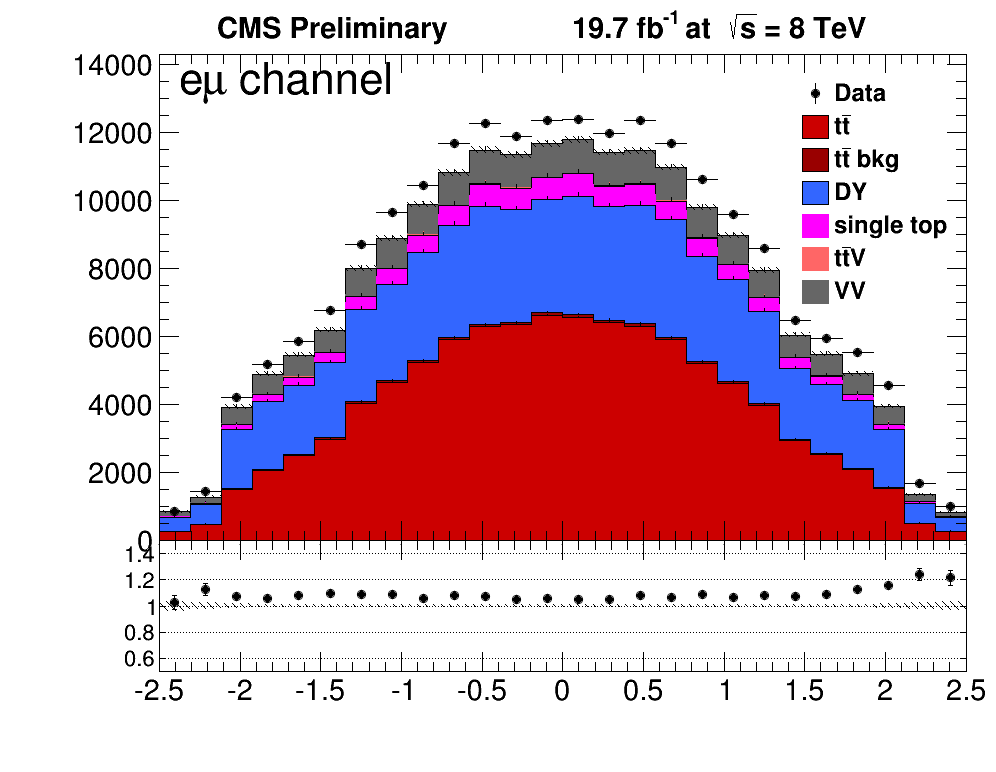 CMS Preliminary 19.7 fb⁻¹ at √s = 8 TeV
14000
eμ channel
12000
10000
8000
6000
4000
2000
0
Data
tt̄
tt̄ bkg
DY
single top
tt̄V
VV
1.4
1.2
1
0.8
0.6
-2.5 -2 -1.5 -1 -0.5 0 0.5 1 1.5 2 2.5